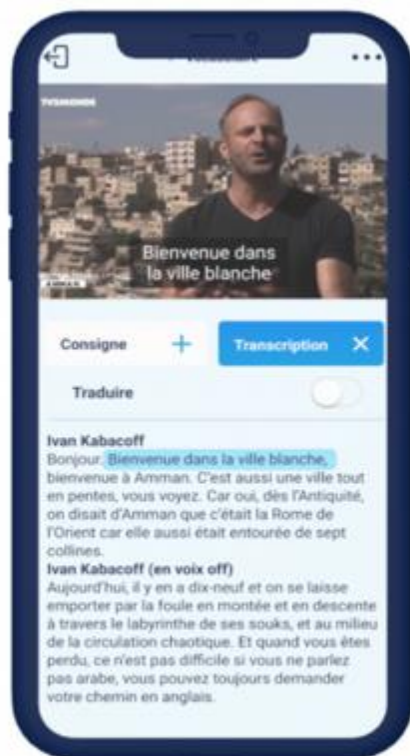 TV5MONDE
Bienvenue dans
la ville blanche
AMMAN
Consigne +
Transcription X
Traduire
Ivan Kabacoff
Bonjour. Bienvenue dans la ville blanche,
bienvenue à Amman. C'est aussi une ville tout
en pentes, vous voyez. Car oui, dès l'Antiquité,
on disait d'Amman que c'était la Rome de
l'Orient car elle aussi était entourée de sept
collines.
Ivan Kabacoff (en voix off)
Aujourd'hui, il y en a dix-neuf et on se laisse
emporter par la foule en montée et en descente
à travers le labyrinthe de ses souks, et au milieu
de la circulation chaotique. Et quand vous êtes
perdu, ce n'est pas difficile si vous ne parlez
pas arabe, vous pouvez toujours demander
votre chemin en anglais.